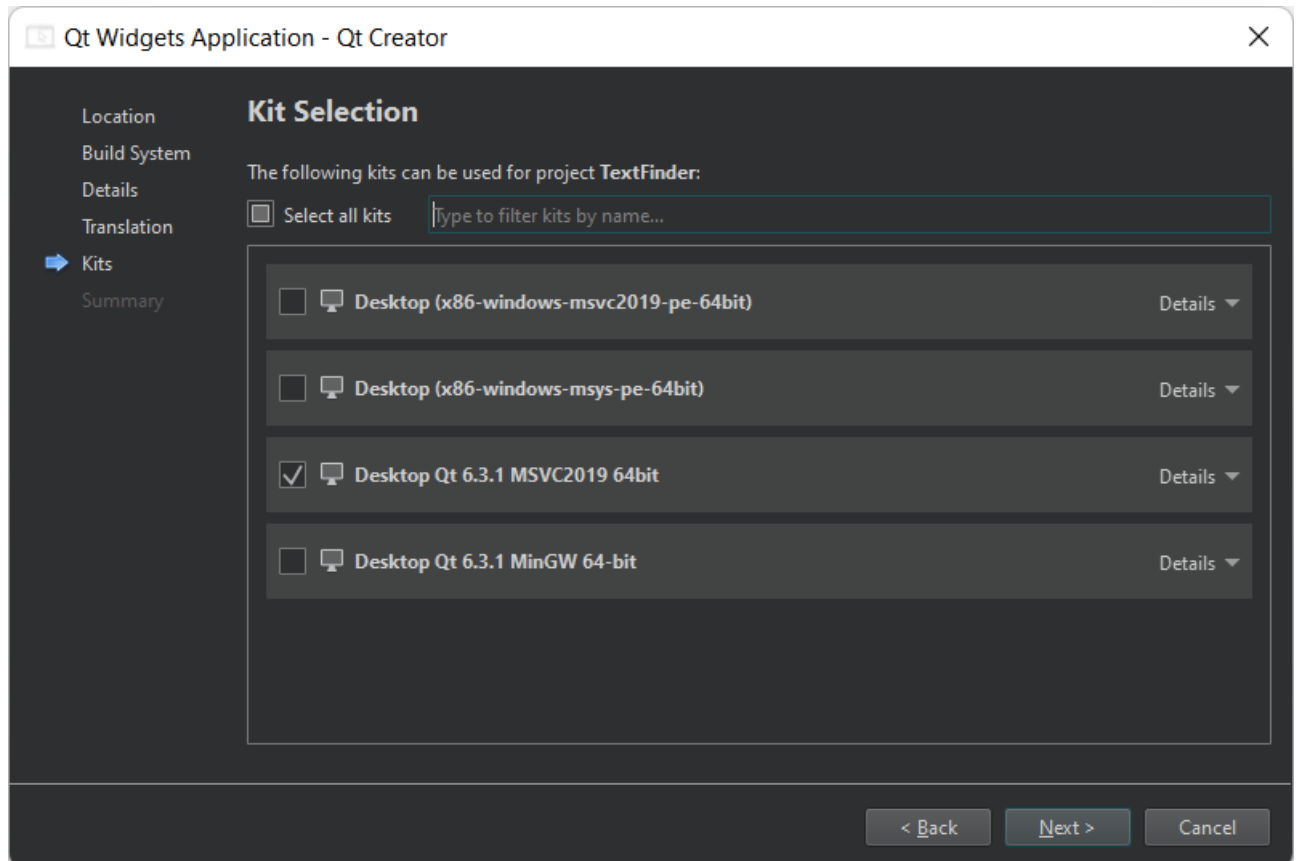 Qt Widgets Application - Qt Creator
Location
Build System
Details
Translation
Kits
Summary
Kit Selection
The following kits can be used for project TextFinder:
Select all kits
Type to filter kits by name...
Desktop (x86-windows-msvc2019-pe-64bit)
Details
Desktop (x86-windows-msys-pe-64bit)
Details
Desktop Qt 6.3.1 MSVC2019 64bit
Details
Desktop Qt 6.3.1 MinGW 64-bit
Details
< Back
Next >
Cancel